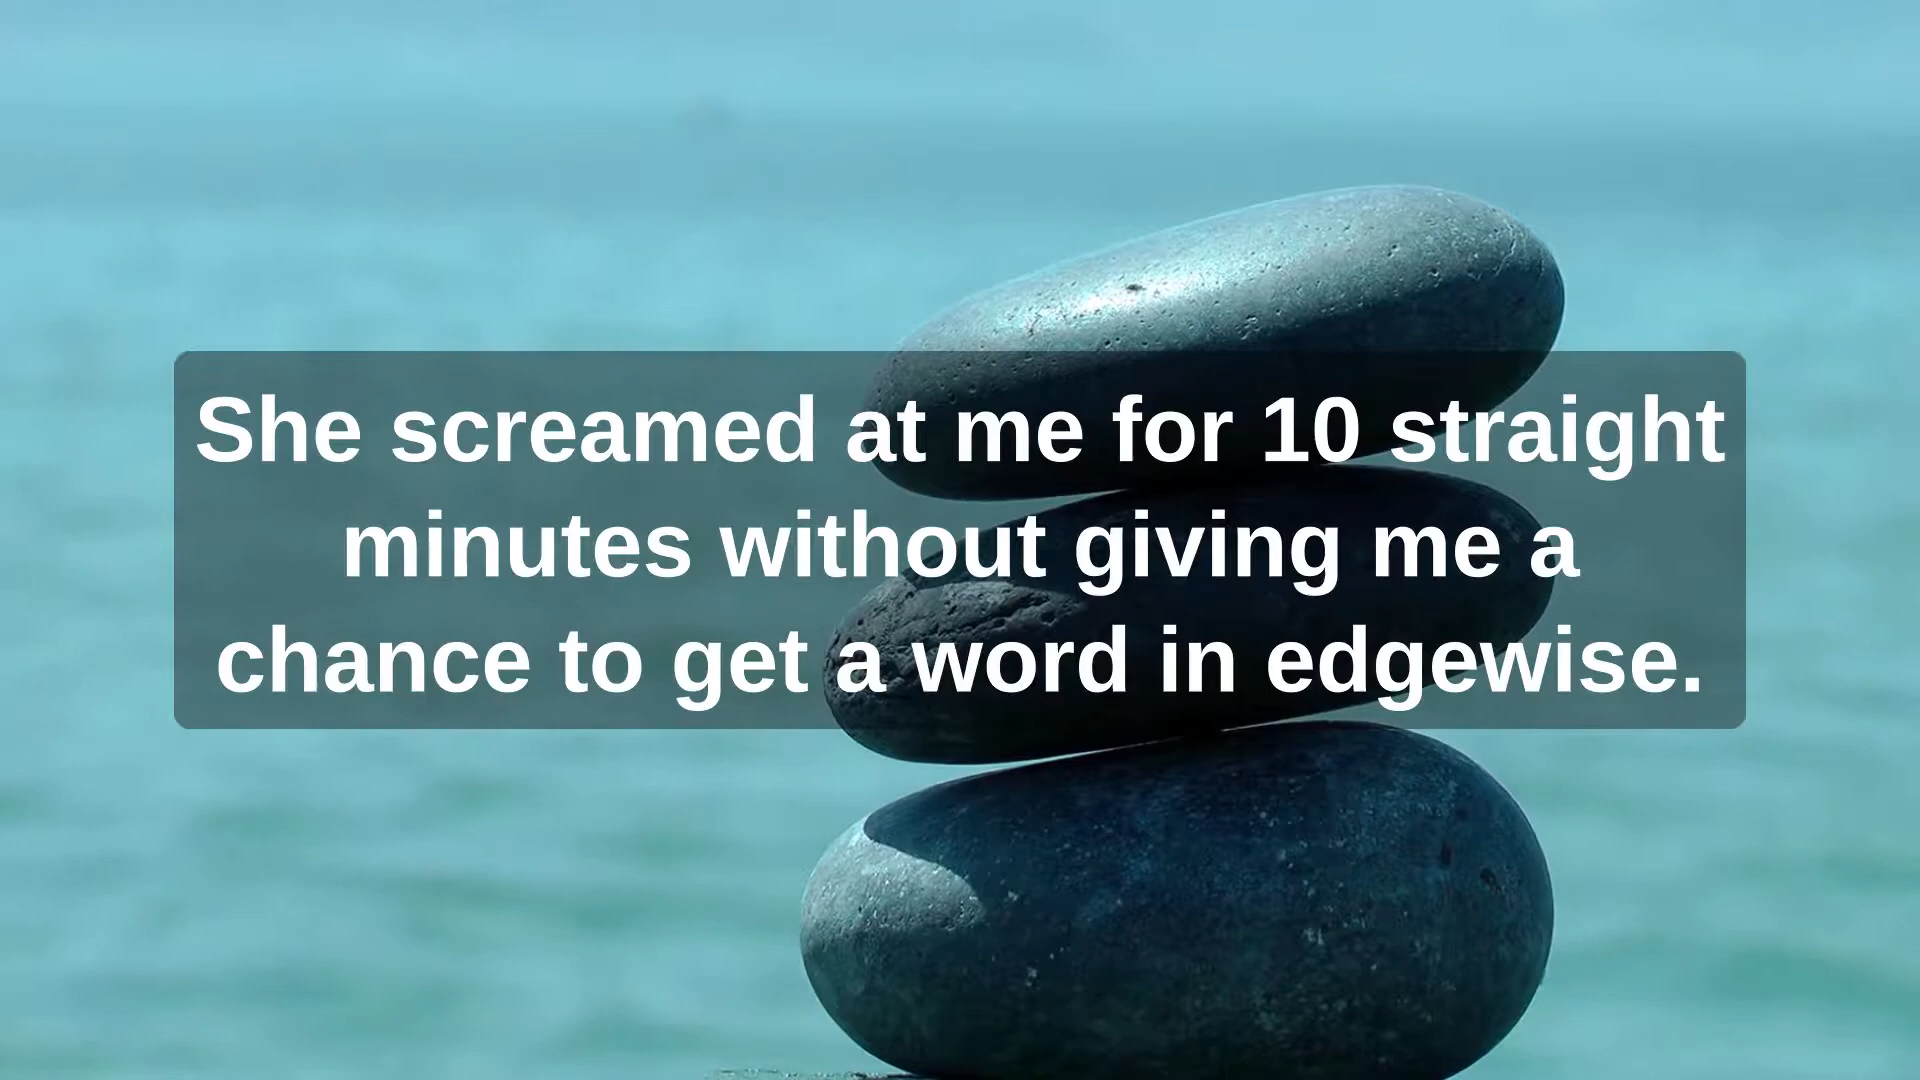 She screamed at me for 10 straight
minutes without giving me a
chance to get a word in edgewise.